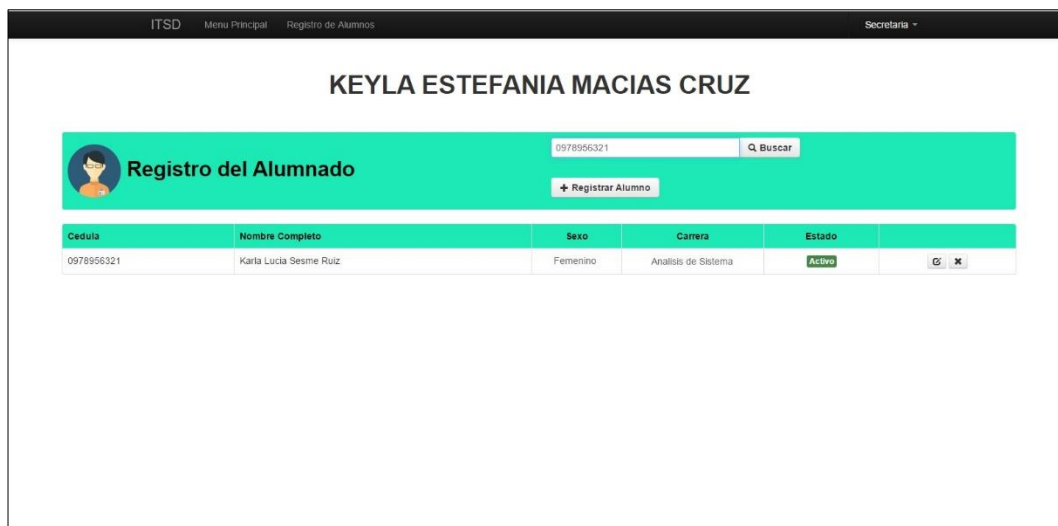 ITSD Menu Principal Registro de Alumnos Secretaria
KEYLA ESTEFANIA MACIAS CRUZ
Registro del Alumnado
0978956321 Buscar
Registrar Alumno
Cedula Nombre Completo Sexo Carrera Estado
0978956321 Karla Lucia Sesme Ruiz Femenino Analisis de Sistema Activo